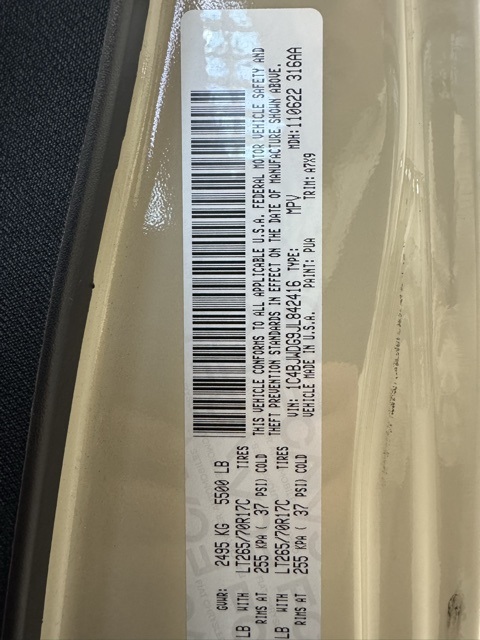 GVWR: 2495 KG 5500 LB
LB WITH LT265/70R17C TIRES
RIMS AT 255 KPA ( 37 PSI) COLD
LB WITH LT265/70R17C TIRES
RIMS AT 255 KPA ( 37 PSI) COLD
THIS VEHICLE CONFORMS TO ALL APPLICABLE U.S.A. FEDERAL MOTOR VEHICLE SAFETY AND
THEFT PREVENTION STANDARDS IN EFFECT ON THE DATE OF MANUFACTURE SHOWN ABOVE.
VIN: 1C4BJWDG9JL842416 TYPE: MPV MDH:110622 316AA
VEHICLE MADE IN U.S.A. PAINT: PUA TRIM: A7X9